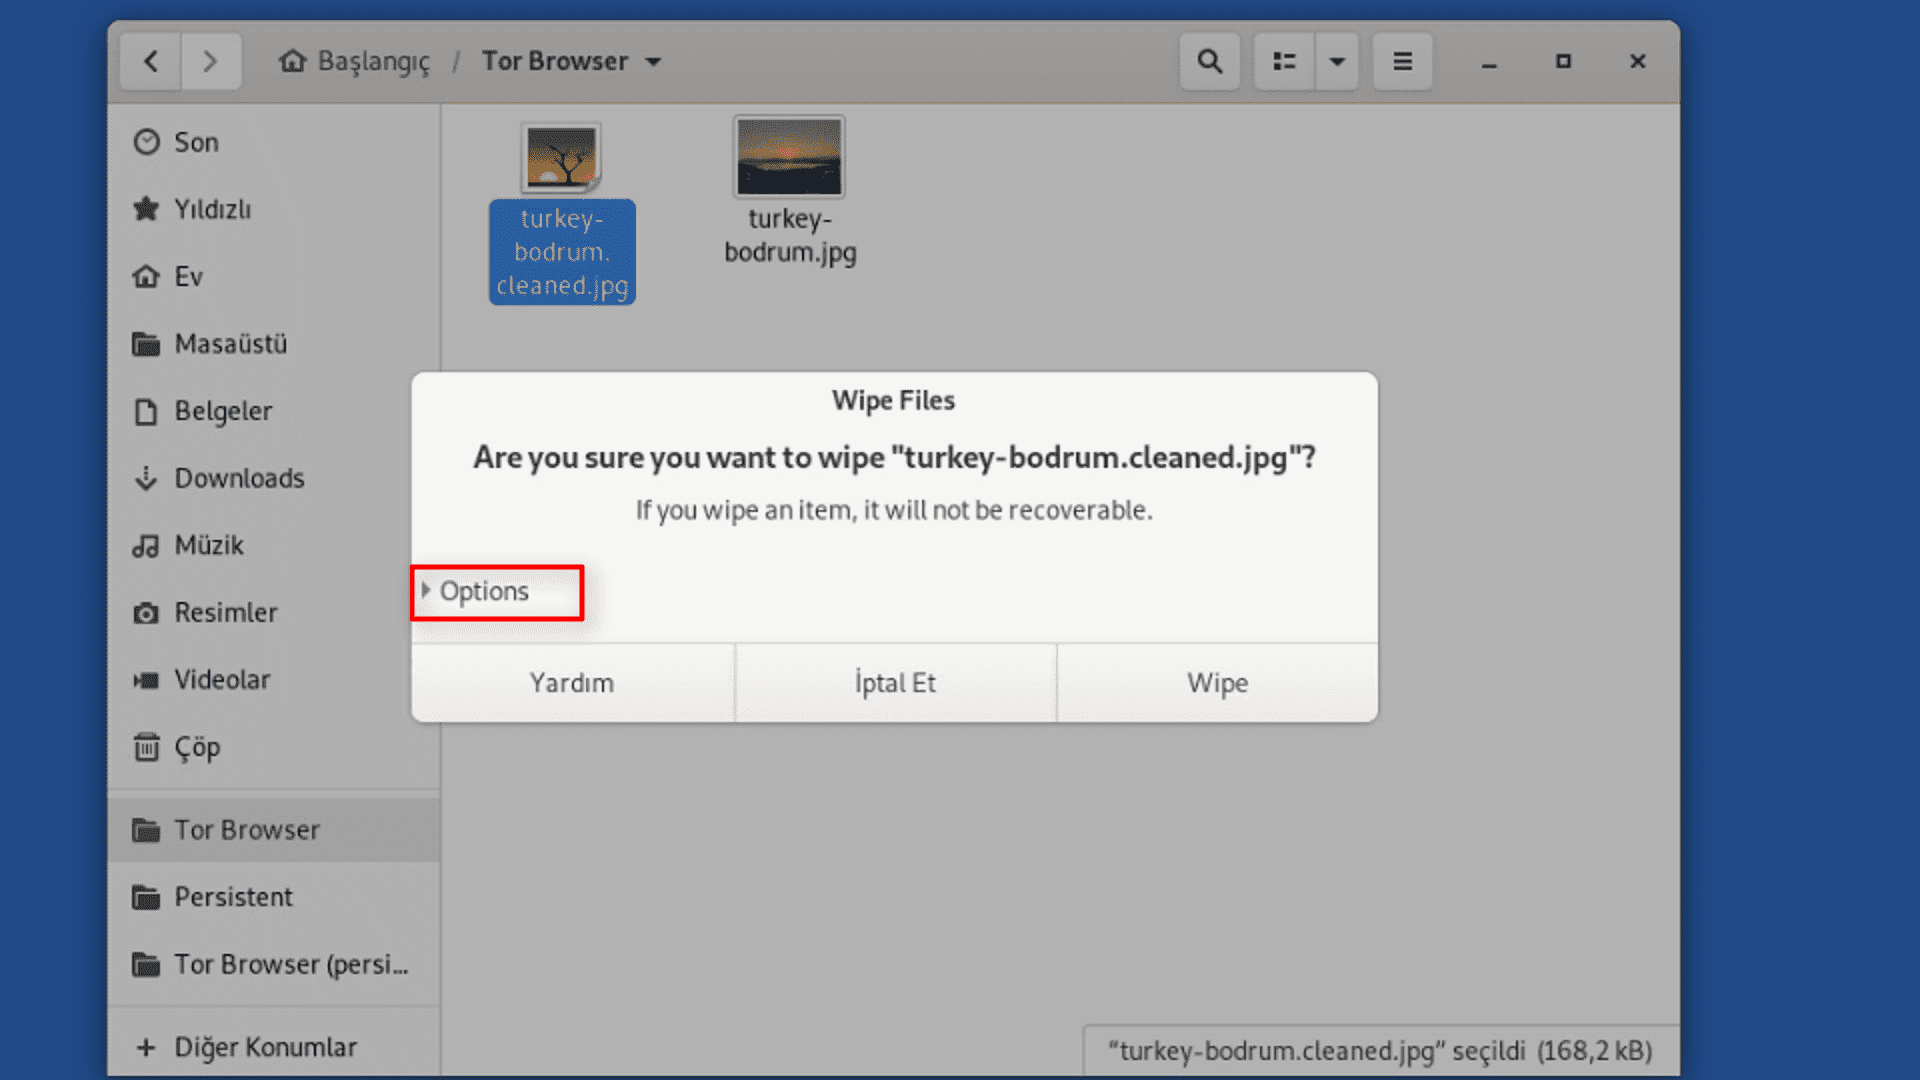 Başlangıç / Tor Browser
Son
Yıldızlı
Ev
Masaüstü
Belgeler
Downloads
Müzik
Resimler
Videolar
Çöp
Tor Browser
Persistent
Tor Browser (persi...
+ Diğer Konumlar
turkey-
bodrum.
cleaned.jpg
turkey-
bodrum.jpg
Wipe Files
Are you sure you want to wipe "turkey-bodrum.cleaned.jpg"?
If you wipe an item, it will not be recoverable.
Options
Yardım
İptal Et
Wipe
“turkey-bodrum.cleaned.jpg” seçildi (168,2 kB)